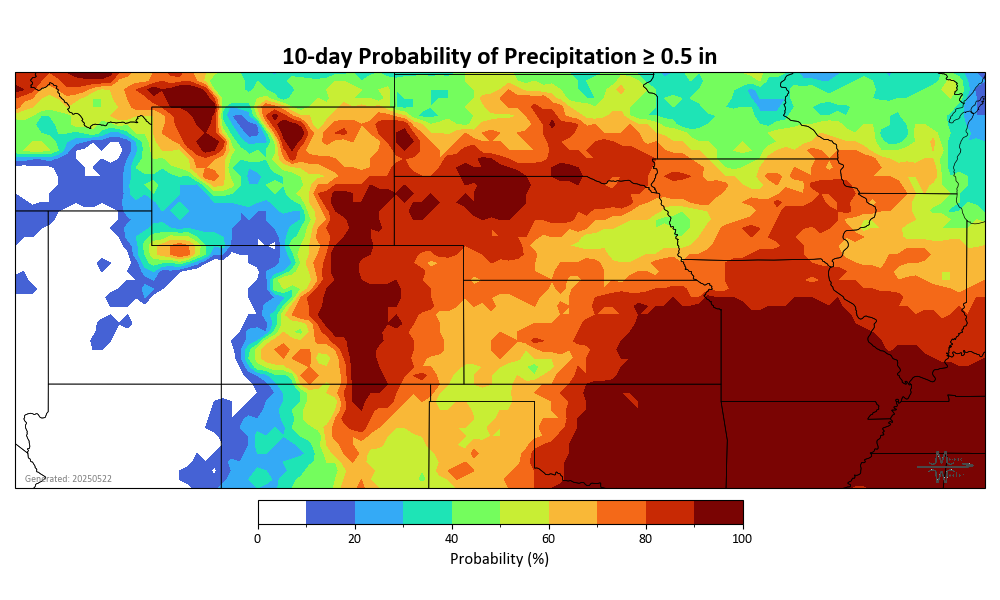 10-day Probability of Precipitation ≥ 0.5 in
Generated: 20250522
0 20 40 60 80 100
Probability (%)